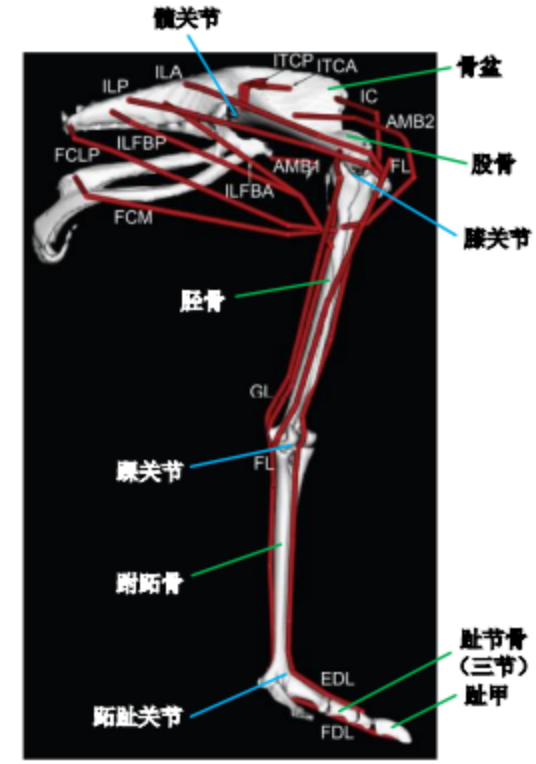 髋关节
ITCP
ITCA
骨盆
ILA
ILP
IC
AMB2
ILFBP
股骨
FCLP
AMB1
FL
ILFBA
FCM
膝关节
胫骨
GL
踝关节
FL
跗跖骨
趾节骨
(三节)
EDL
趾甲
跖趾关节
FDL